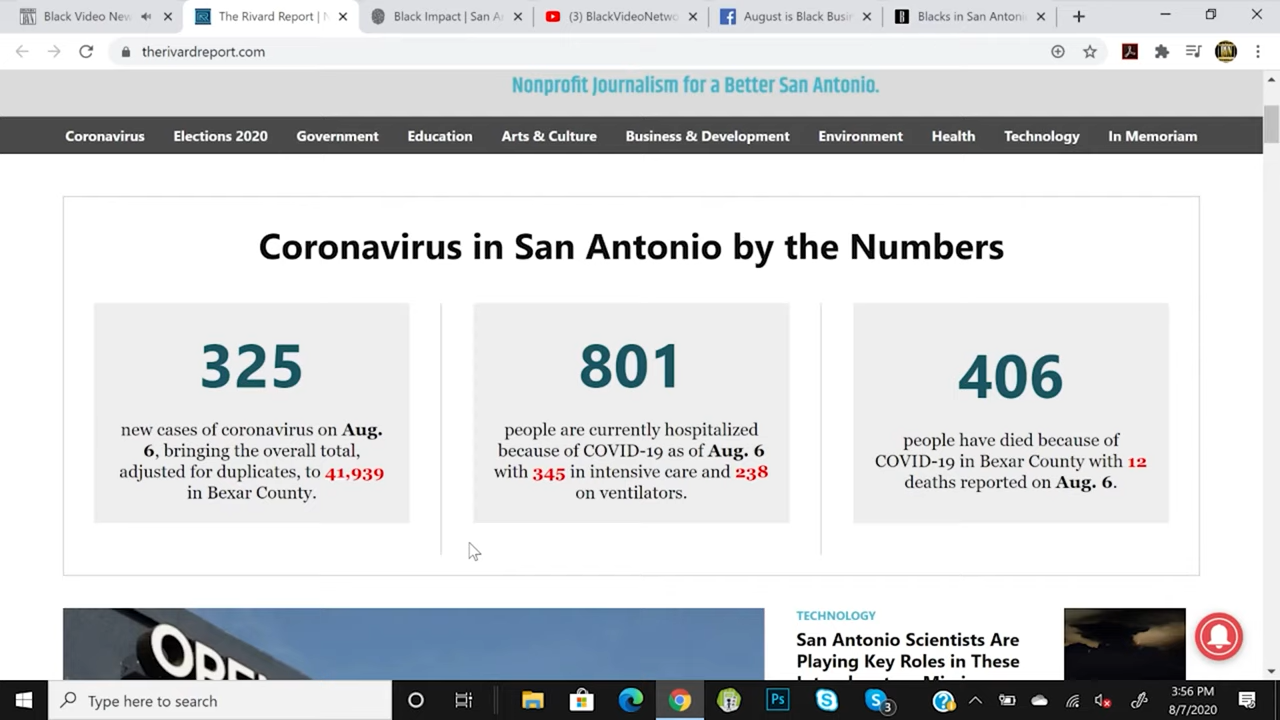 Black Video New
The Rivard Report | N
Black Impact | San A
(3) BlackVideoNetwo
August is Black Busi
Blacks in San Antoni
therivardreport.com
Nonprofit Journalism for a Better San Antonio.
Coronavirus Elections 2020 Government Education Arts & Culture Business & Development Environment Health Technology In Memoriam
Coronavirus in San Antonio by the Numbers
325
new cases of coronavirus on Aug.
6, bringing the overall total,
adjusted for duplicates, to 41,939
in Bexar County.
801
people are currently hospitalized
because of COVID-19 as of Aug. 6
with 345 in intensive care and 238
on ventilators.
406
people have died because of
COVID-19 in Bexar County with 12
deaths reported on Aug. 6.
OPE
TECHNOLOGY
San Antonio Scientists Are
Playing Key Roles in These
Type here to search
Ps
3
3:56 PM
8/7/2020